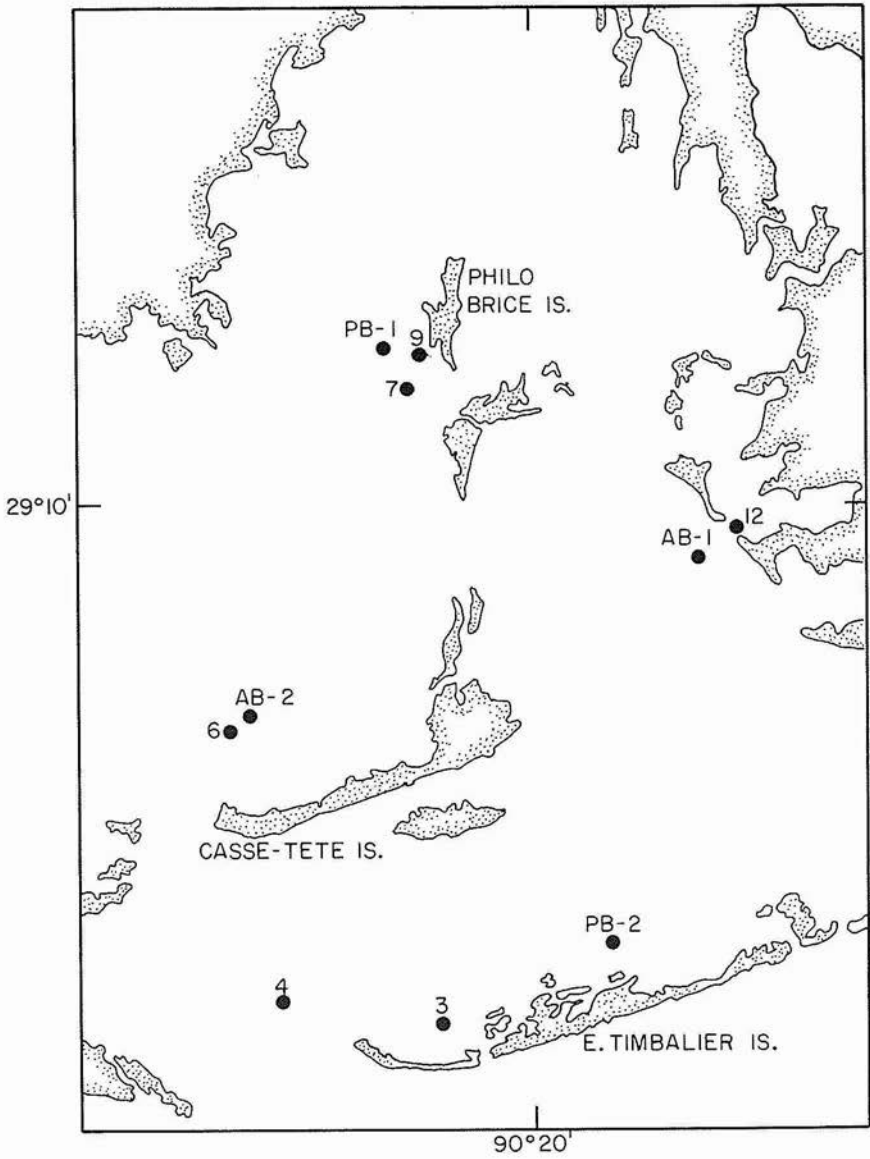 PHILO
BRICE IS.
PB-1
9
7
29°10'
12
AB-1
AB-2
6
CASSE-TETE IS.
PB-2
4
3
E. TIMBALIER IS.
90°20'